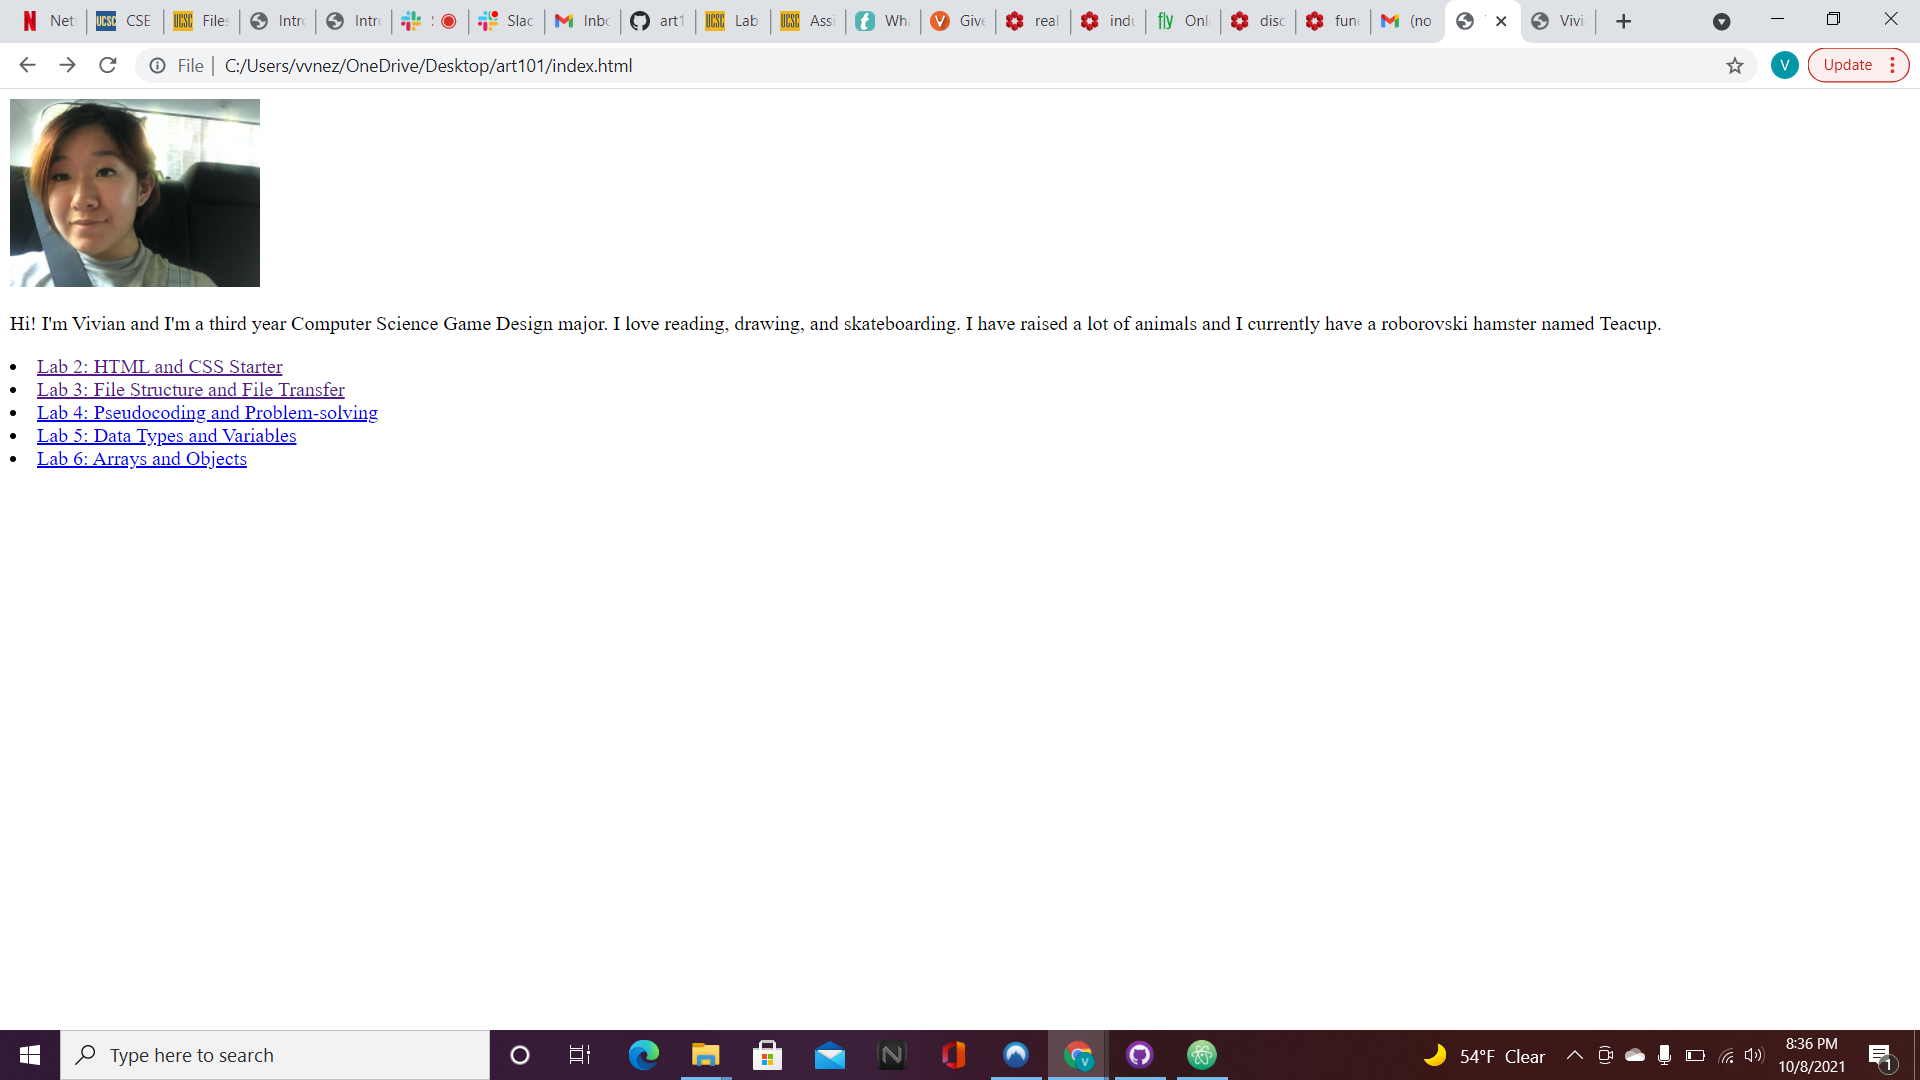 Net
CSE
Files
Intro
Intro
Slac
Inbo
art1
Lab
Assi
Wha
Give
real
indu
fly
Onli
disc
func
(no
Vivi
File
C:/Users/vvnez/OneDrive/Desktop/art101/index.html
V
Update
Hi! I'm Vivian and I'm a third year Computer Science Game Design major. I love reading, drawing, and skateboarding. I have raised a lot of animals and I currently have a roborovski hamster named Teacup.
Lab 2: HTML and CSS Starter
Lab 3: File Structure and File Transfer
Lab 4: Pseudocoding and Problem-solving
Lab 5: Data Types and Variables
Lab 6: Arrays and Objects
Type here to search
54°F Clear
8:36 PM
10/8/2021
1